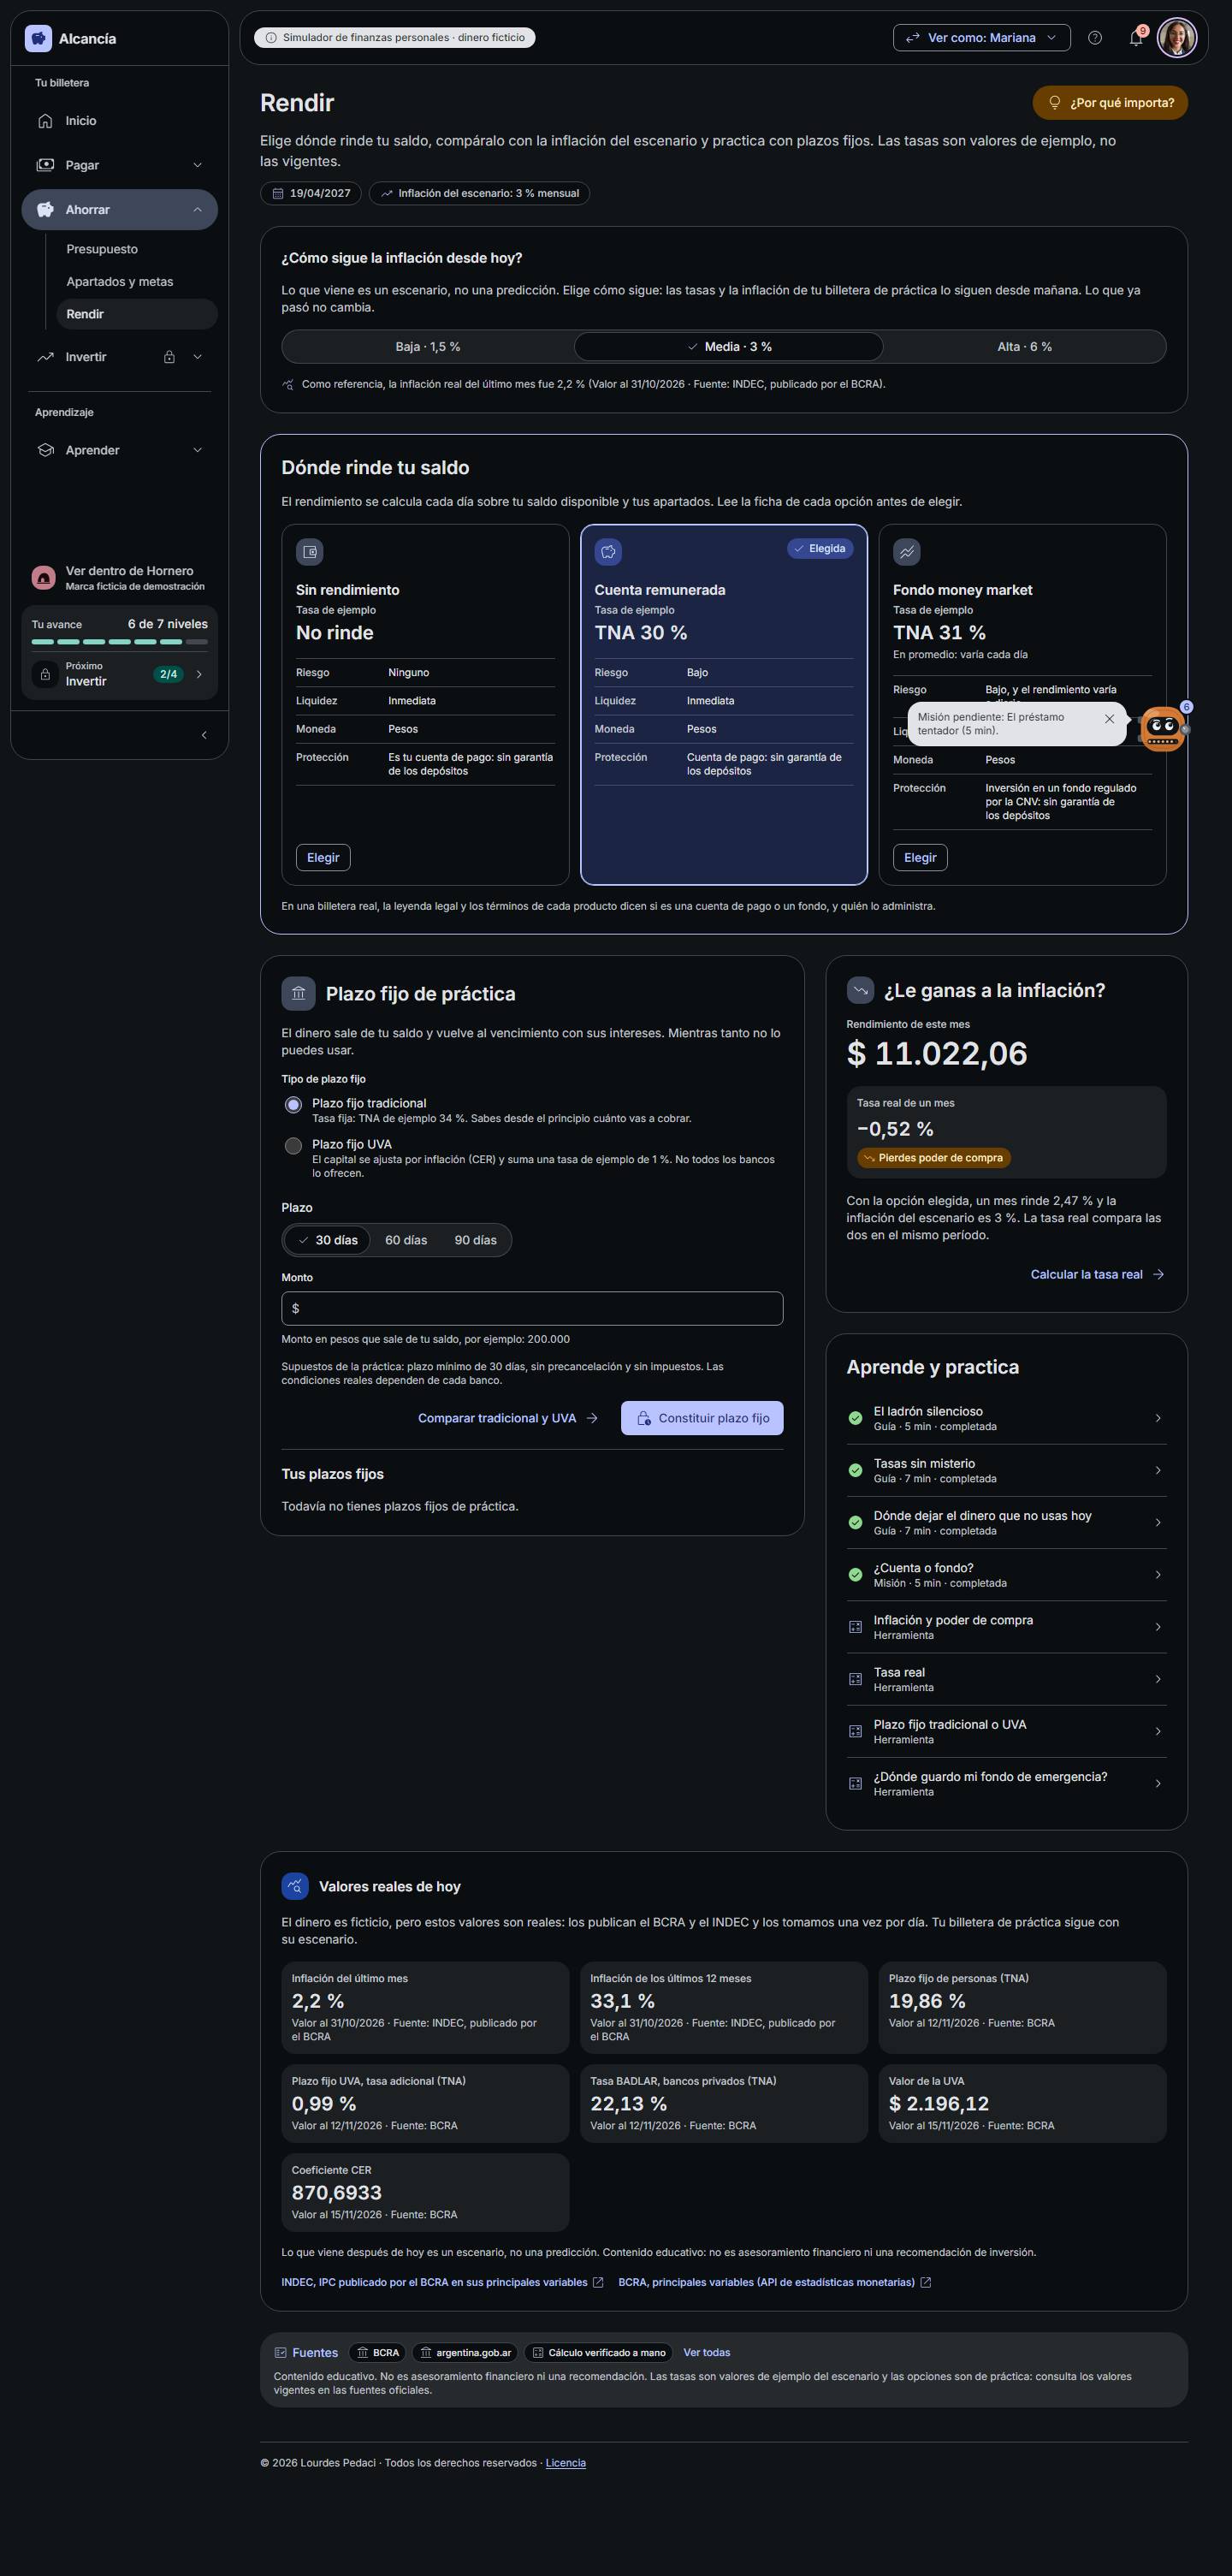 Alcancía
Tu billetera
Inicio
Pagar
Ahorrar
Presupuesto
Apartados y metas
Rendir
Invertir
Aprendizaje
Aprender
Ver dentro de Hornero
Marca ficticia de demostración
Tu avance
6 de 7 niveles
Próximo
Invertir
2/4
Simulador de finanzas personales · dinero ficticio
Ver como: Mariana
9
Rendir
¿Por qué importa?
Elige dónde rinde tu saldo, compáralo con la inflación del escenario y practica con plazos fijos. Las tasas son valores de ejemplo, no
las vigentes.
19/04/2027
Inflación del escenario: 3 % mensual
¿Cómo sigue la inflación desde hoy?
Lo que viene es un escenario, no una predicción. Elige cómo sigue: las tasas y la inflación de tu billetera de práctica lo siguen desde mañana. Lo que ya
pasó no cambia.
Baja · 1,5 %
Media · 3 %
Alta · 6 %
Como referencia, la inflación real del último mes fue 2,2 % (Valor al 31/10/2026 · Fuente: INDEC, publicado por el BCRA).
Dónde rinde tu saldo
El rendimiento se calcula cada día sobre tu saldo disponible y tus apartados. Lee la ficha de cada opción antes de elegir.
Sin rendimiento
Tasa de ejemplo
No rinde
Riesgo
Ninguno
Liquidez
Inmediata
Moneda
Pesos
Protección
Es tu cuenta de pago: sin garantía
de los depósitos
Elegir
Elegida
Cuenta remunerada
Tasa de ejemplo
TNA 30 %
Riesgo
Bajo
Liquidez
Inmediata
Moneda
Pesos
Protección
Cuenta de pago: sin garantía de
los depósitos
Fondo money market
Tasa de ejemplo
TNA 31 %
En promedio: varía cada día
Riesgo
Bajo, y el rendimiento varía
Misión pendiente: El préstamo
tentador (5 min).
6
Moneda
Pesos
Protección
Inversión en un fondo regulado
por la CNV: sin garantía de
los depósitos
Elegir
En una billetera real, la leyenda legal y los términos de cada producto dicen si es una cuenta de pago o un fondo, y quién lo administra.
Plazo fijo de práctica
El dinero sale de tu saldo y vuelve al vencimiento con sus intereses. Mientras tanto no lo
puedes usar.
Tipo de plazo fijo
Plazo fijo tradicional
Tasa fija: TNA de ejemplo 34 %. Sabes desde el principio cuánto vas a cobrar.
Plazo fijo UVA
El capital se ajusta por inflación (CER) y suma una tasa de ejemplo de 1 %. No todos los bancos
lo ofrecen.
Plazo
30 días
60 días
90 días
Monto
$
Monto en pesos que sale de tu saldo, por ejemplo: 200.000
Supuestos de la práctica: plazo mínimo de 30 días, sin precancelación y sin impuestos. Las
condiciones reales dependen de cada banco.
Comparar tradicional y UVA
Constituir plazo fijo
Tus plazos fijos
Todavía no tienes plazos fijos de práctica.
¿Le ganas a la inflación?
Rendimiento de este mes
$ 11.022,06
Tasa real de un mes
−0,52 %
Pierdes poder de compra
Con la opción elegida, un mes rinde 2,47 % y la
inflación del escenario es 3 %. La tasa real compara las
dos en el mismo período.
Calcular la tasa real
Aprende y practica
El ladrón silencioso
Guía · 5 min · completada
Tasas sin misterio
Guía · 7 min · completada
Dónde dejar el dinero que no usas hoy
Guía · 7 min · completada
¿Cuenta o fondo?
Misión · 5 min · completada
Inflación y poder de compra
Herramienta
Tasa real
Herramienta
Plazo fijo tradicional o UVA
Herramienta
¿Dónde guardo mi fondo de emergencia?
Herramienta
Valores reales de hoy
El dinero es ficticio, pero estos valores son reales: los publican el BCRA y el INDEC y los tomamos una vez por día. Tu billetera de práctica sigue con
su escenario.
Inflación del último mes
2,2 %
Valor al 31/10/2026 · Fuente: INDEC, publicado por
el BCRA
Inflación de los últimos 12 meses
33,1 %
Valor al 31/10/2026 · Fuente: INDEC, publicado por
el BCRA
Plazo fijo de personas (TNA)
19,86 %
Valor al 12/11/2026 · Fuente: BCRA
Plazo fijo UVA, tasa adicional (TNA)
0,99 %
Valor al 12/11/2026 · Fuente: BCRA
Tasa BADLAR, bancos privados (TNA)
22,13 %
Valor al 12/11/2026 · Fuente: BCRA
Valor de la UVA
$ 2.196,12
Valor al 15/11/2026 · Fuente: BCRA
Coeficiente CER
870,6933
Valor al 15/11/2026 · Fuente: BCRA
Lo que viene después de hoy es un escenario, no una predicción. Contenido educativo: no es asesoramiento financiero ni una recomendación de inversión.
INDEC, IPC publicado por el BCRA en sus principales variables
BCRA, principales variables (API de estadísticas monetarias)
Fuentes
BCRA
argentina.gob.ar
Cálculo verificado a mano
Ver todas
Contenido educativo. No es asesoramiento financiero ni una recomendación. Las tasas son valores de ejemplo del escenario y las opciones son de práctica: consulta los valores
vigentes en las fuentes oficiales.
© 2026 Lourdes Pedaci · Todos los derechos reservados · Licencia